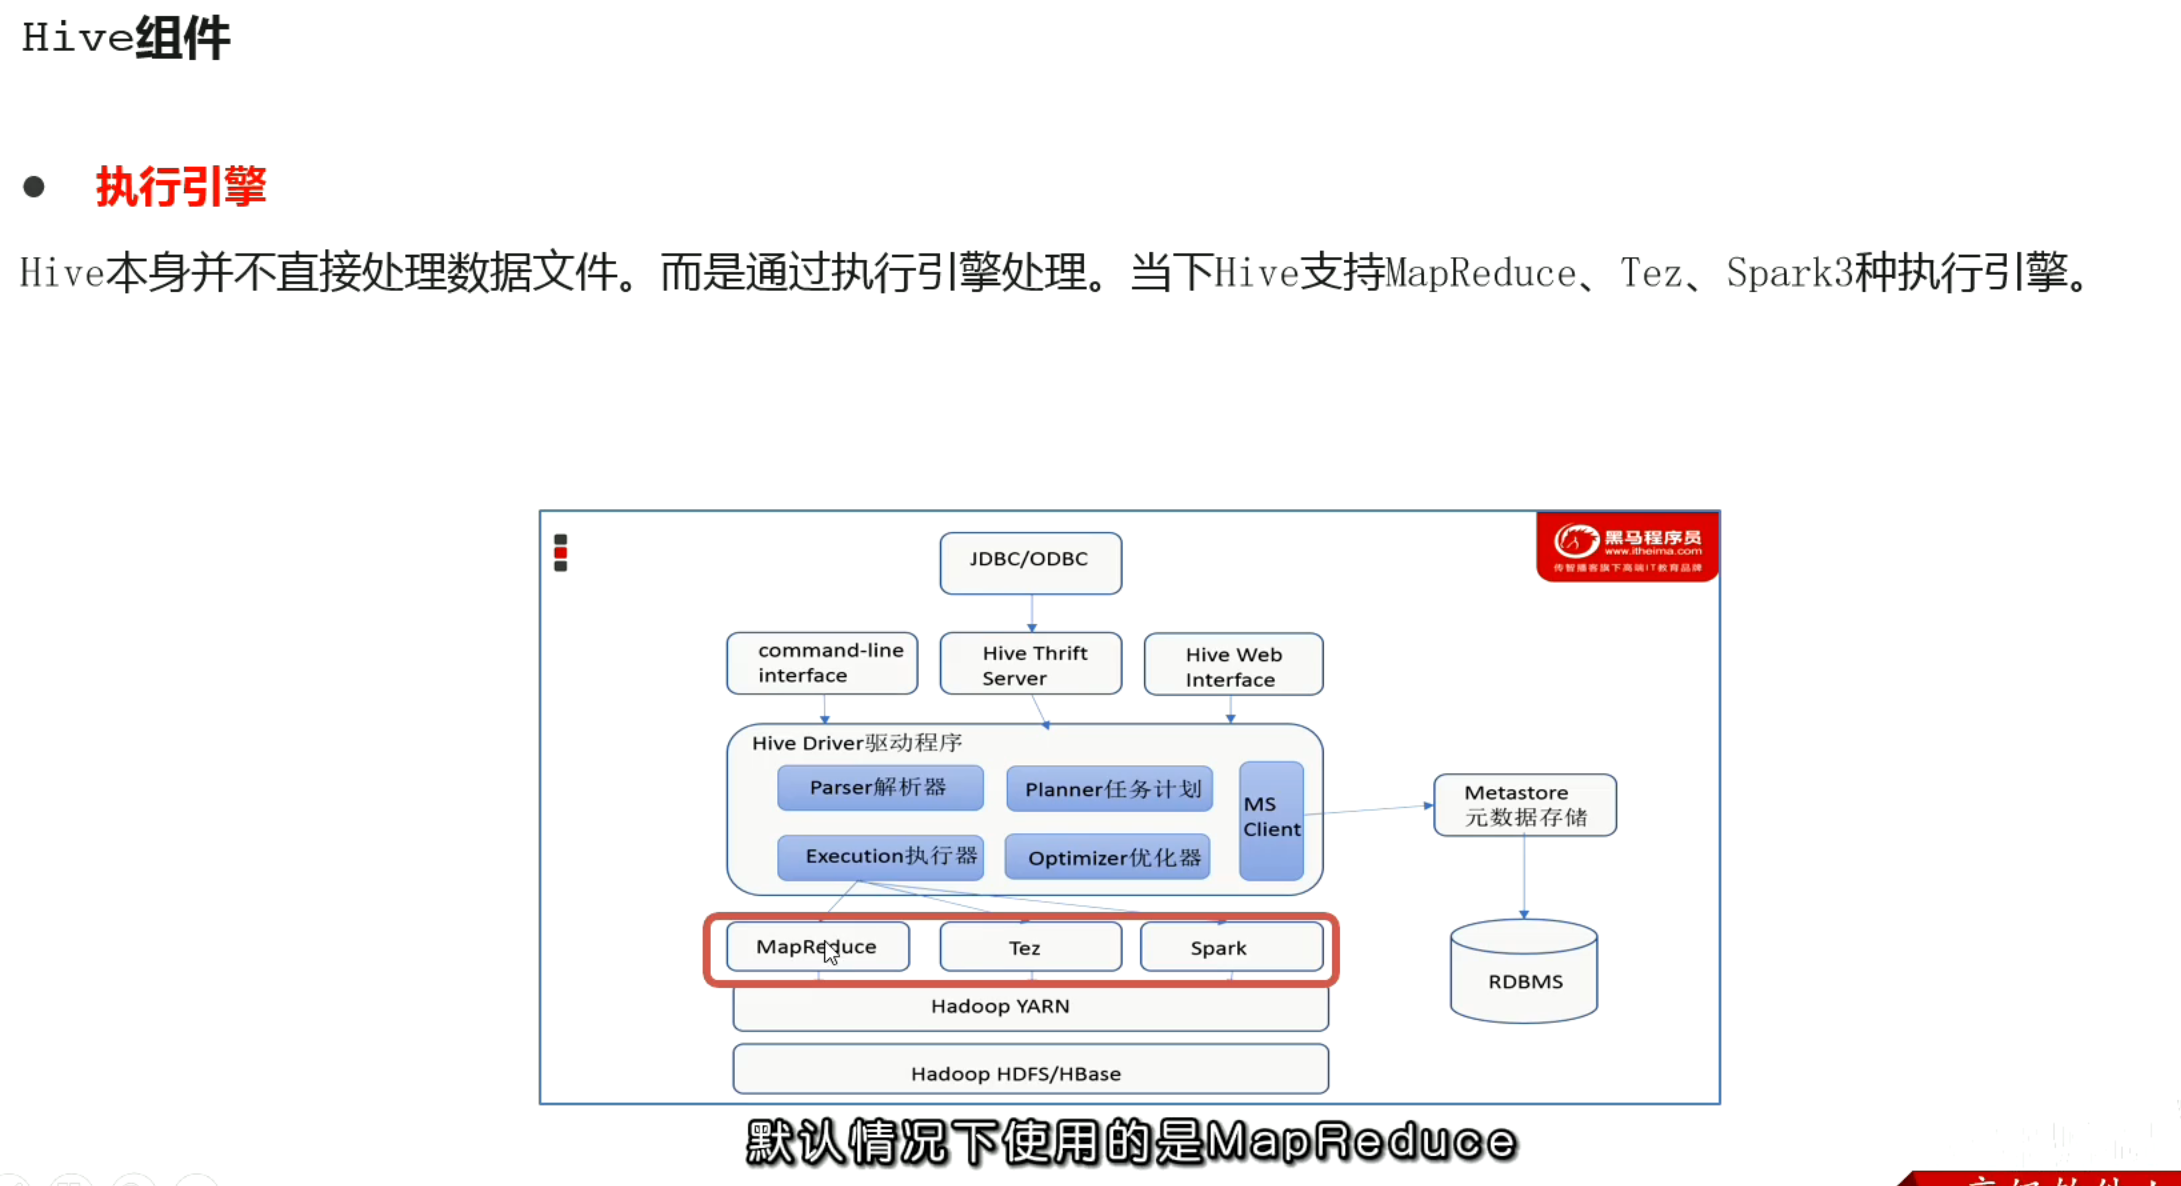 Hive组件
● 执行引擎
Hive本身并不直接处理数据文件。而是通过执行引擎处理。当下Hive支持MapReduce、Tez、Spark3种执行引擎。
黑马程序员
www.itheima.com
传智播客旗下高端IT教育品牌
JDBC/ODBC
command-line
interface
Hive Thrift
Server
Hive Web
Interface
Hive Driver驱动程序
Parser解析器
Planner任务计划
MS
Client
Execution执行器
Optimizer优化器
Metastore
元数据存储
MapReduce
Tez
Spark
RDBMS
Hadoop YARN
Hadoop HDFS/HBase
默认情况下使用的是MapReduce